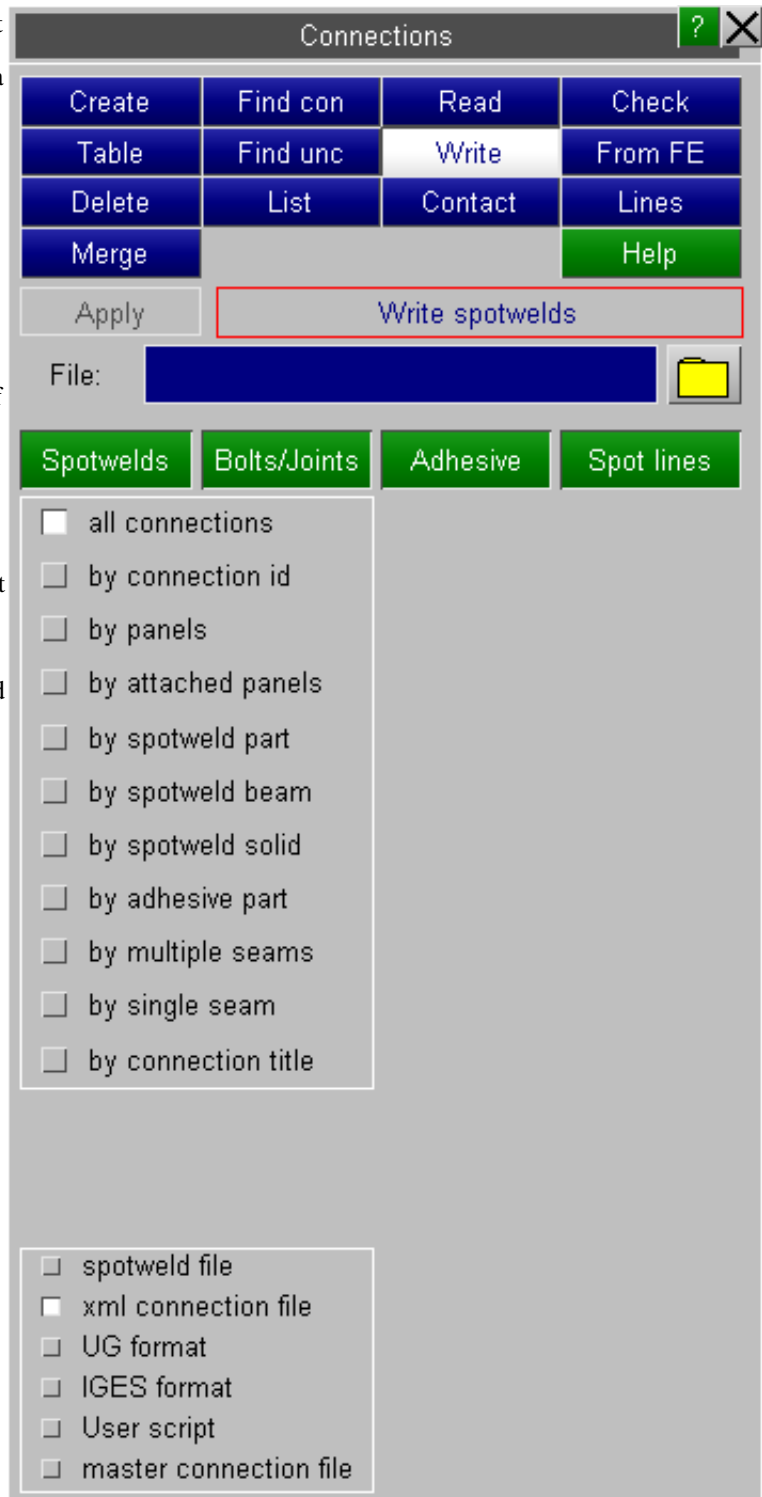 Connections ?
Create Find con Read Check
Table Find unc Write From FE
Delete List Contact Lines
Merge Help
Apply Write spotwelds
File:
Spotwelds Bolts/Joints Adhesive Spot lines
all connections
by connection id
by panels
by attached panels
by spotweld part
by spotweld beam
by spotweld solid
by adhesive part
by multiple seams
by single seam
by connection title
spotweld file
xml connection file
UG format
IGES format
User script
master connection file